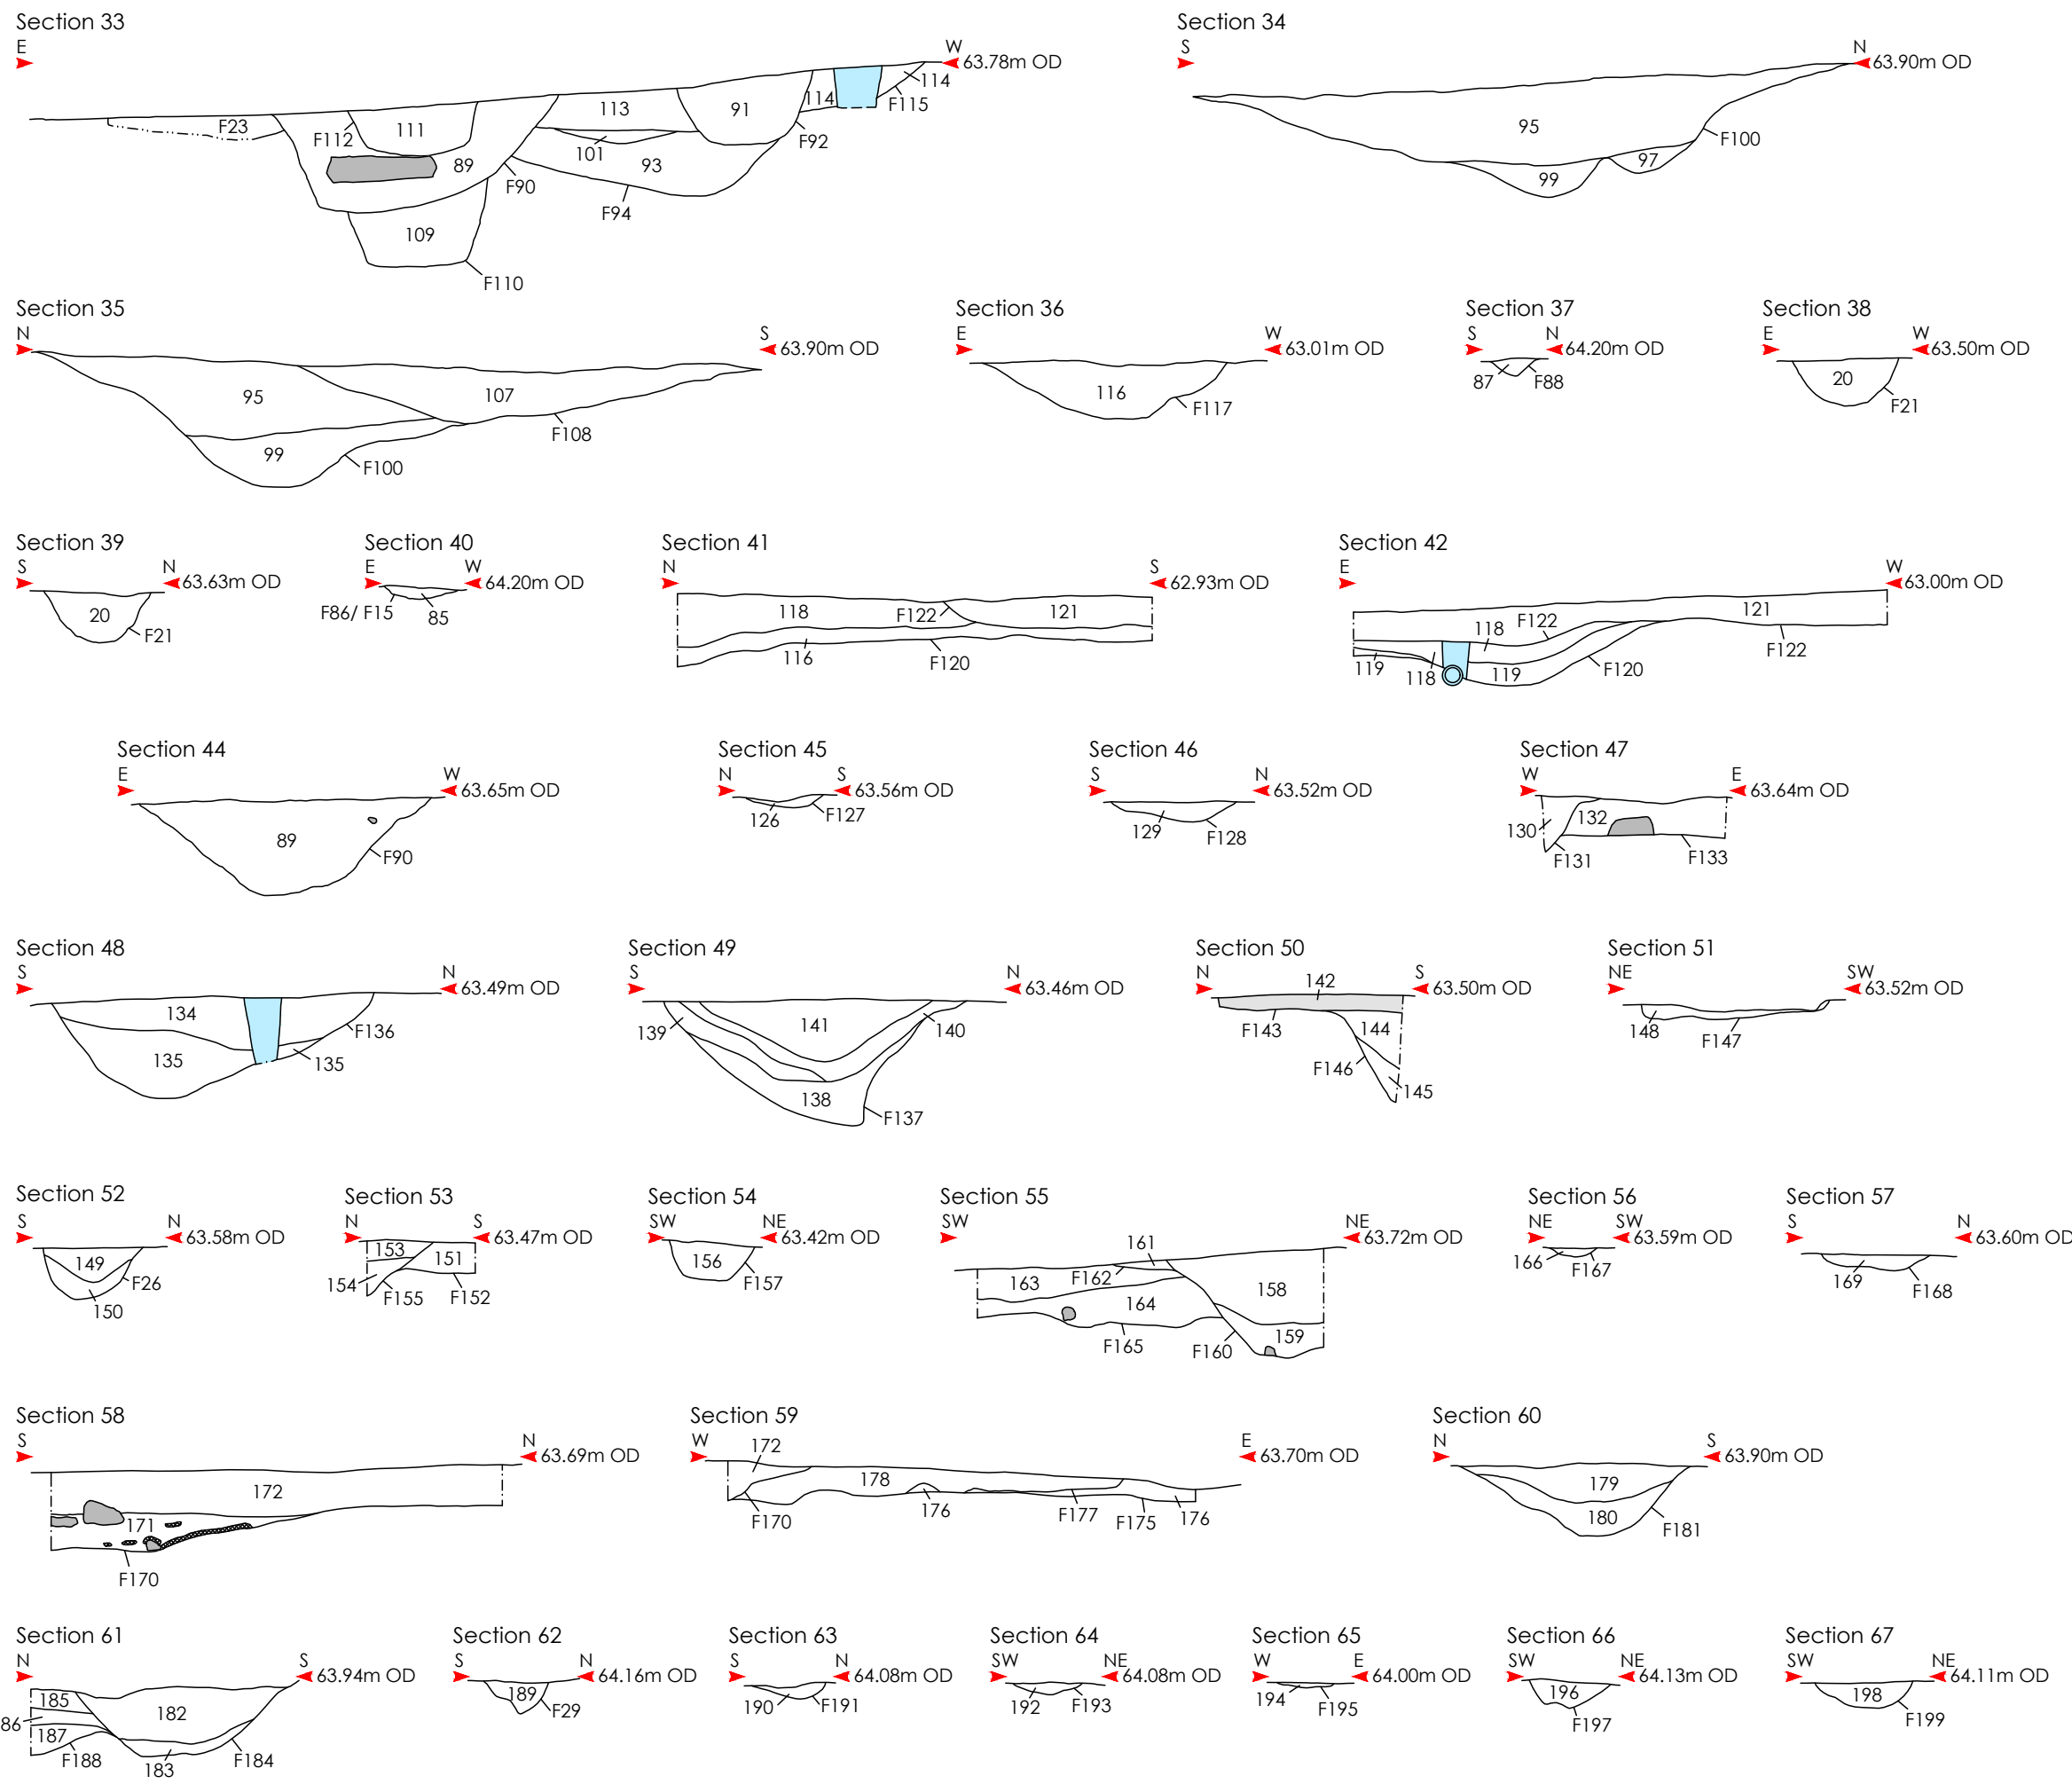 Section 33
E
W
63.78m OD
F23
F112
111
89
F90
109
F110
113
101
93
F94
91
F92
114
114
F115
Section 34
S
N
63.90m OD
95
97
99
F100
Section 35
N
S
63.90m OD
95
107
99
F100
F108
Section 36
E
W
63.01m OD
116
F117
Section 37
S
N
64.20m OD
87
F88
Section 38
E
W
63.50m OD
20
F21
Section 39
S
N
63.63m OD
20
F21
Section 40
E
W
64.20m OD
F86/ F15
85
Section 41
N
S
62.93m OD
118
F122
121
116
F120
Section 42
E
W
63.00m OD
121
118
F122
119
118
119
F120
F122
Section 44
E
W
63.65m OD
89
F90
Section 45
N
S
63.56m OD
126
F127
Section 46
S
N
63.52m OD
129
F128
Section 47
W
E
63.64m OD
130
132
F131
F133
Section 48
S
N
63.49m OD
134
135
F136
135
Section 49
S
N
63.46m OD
139
141
140
138
F137
Section 50
N
S
63.50m OD
142
F143
144
F146
145
Section 51
NE
SW
63.52m OD
148
F147
Section 52
S
N
63.58m OD
149
F26
150
Section 53
N
S
63.47m OD
153
151
154
F155
F152
Section 54
SW
NE
63.42m OD
156
F157
Section 55
SW
NE
63.72m OD
161
163
F162
158
164
159
F165
F160
Section 56
NE
SW
63.59m OD
166
F167
Section 57
S
N
63.60m OD
169
F168
Section 58
S
N
63.69m OD
172
171
F170
Section 59
W
E
63.70m OD
172
178
176
F170
F177
F175
176
Section 60
N
S
63.90m OD
179
180
F181
Section 61
N
S
63.94m OD
185
86
187
F188
182
183
F184
Section 62
S
N
64.16m OD
189
F29
Section 63
S
N
64.08m OD
190
F191
Section 64
SW
NE
64.08m OD
192
F193
Section 65
W
E
64.00m OD
194
F195
Section 66
SW
NE
64.13m OD
196
F197
Section 67
SW
NE
64.11m OD
198
F199